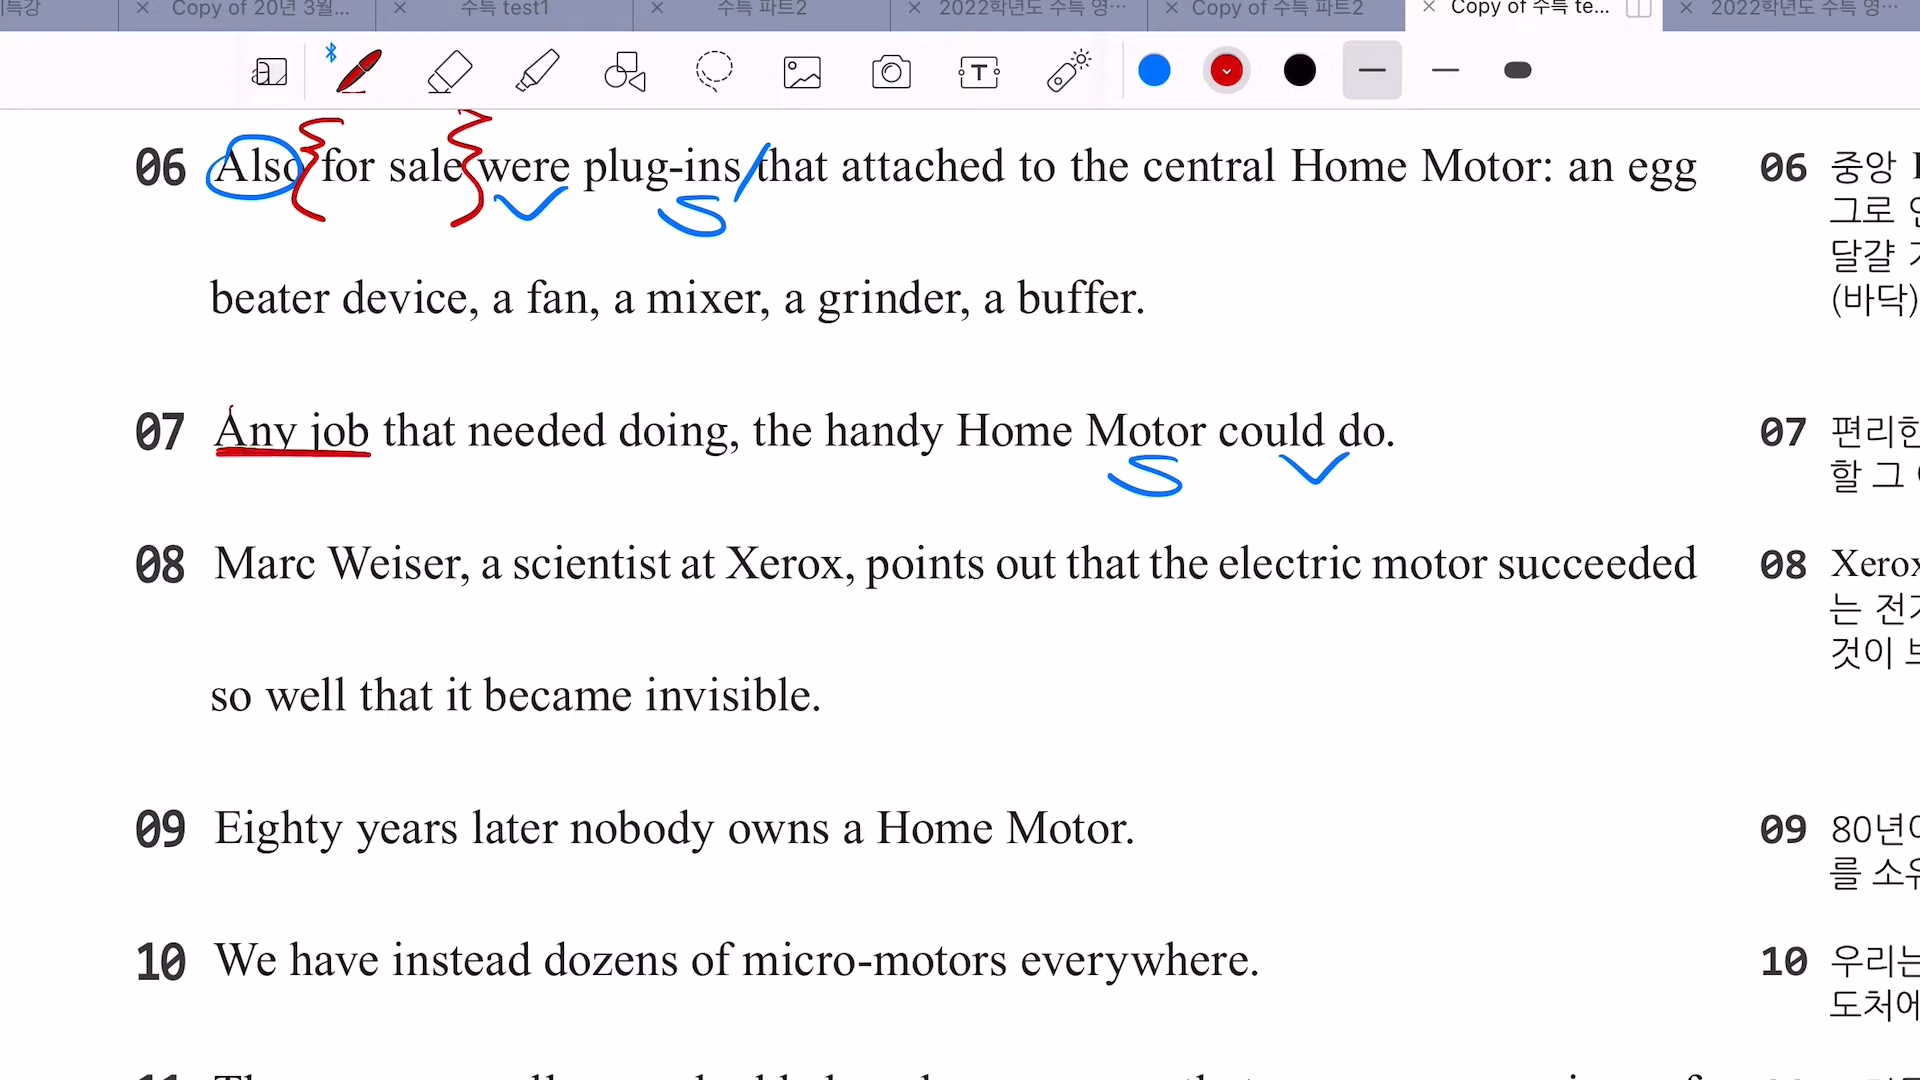 특강
Copy of 20년 3월...
수특 test1
수특 파트2
2022학년도 수특 영...
Copy of 수특 파트2
Copy of 수특 te...
2022학년도 수특 영...
T
06 Also for sale were plug-ins that attached to the central Home Motor: an egg
S
beater device, a fan, a mixer, a grinder, a buffer.
07 Any job that needed doing, the handy Home Motor could do.
S
08 Marc Weiser, a scientist at Xerox, points out that the electric motor succeeded
so well that it became invisible.
09 Eighty years later nobody owns a Home Motor.
10 We have instead dozens of micro-motors everywhere.
06 중앙
그로
달걀
(바닥)
07 편리한
할 그
08 Xerox
는
것이
09 80년
를
10 우리는
도처에